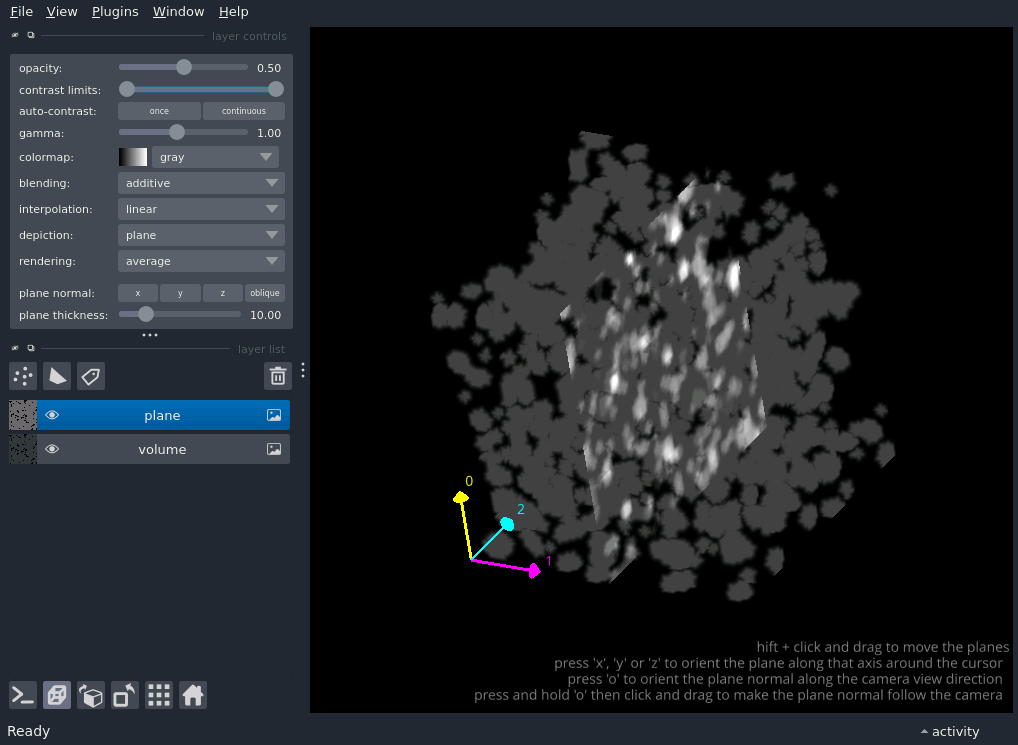 File View Plugins Window Help
layer controls
opacity: 0.50
contrast limits:
auto-contrast: once continuous
gamma: 1.00
colormap: gray
blending: additive
interpolation: linear
depiction: plane
rendering: average
plane normal: x y z oblique
plane thickness: 10.00
layer list
plane
volume
0
2
1
hift + click and drag to move the planes
press 'x', 'y' or 'z' to orient the plane along that axis around the cursor
press 'o' to orient the plane normal along the camera view direction
press and hold 'o' then click and drag to make the plane normal follow the camera
Ready
activity